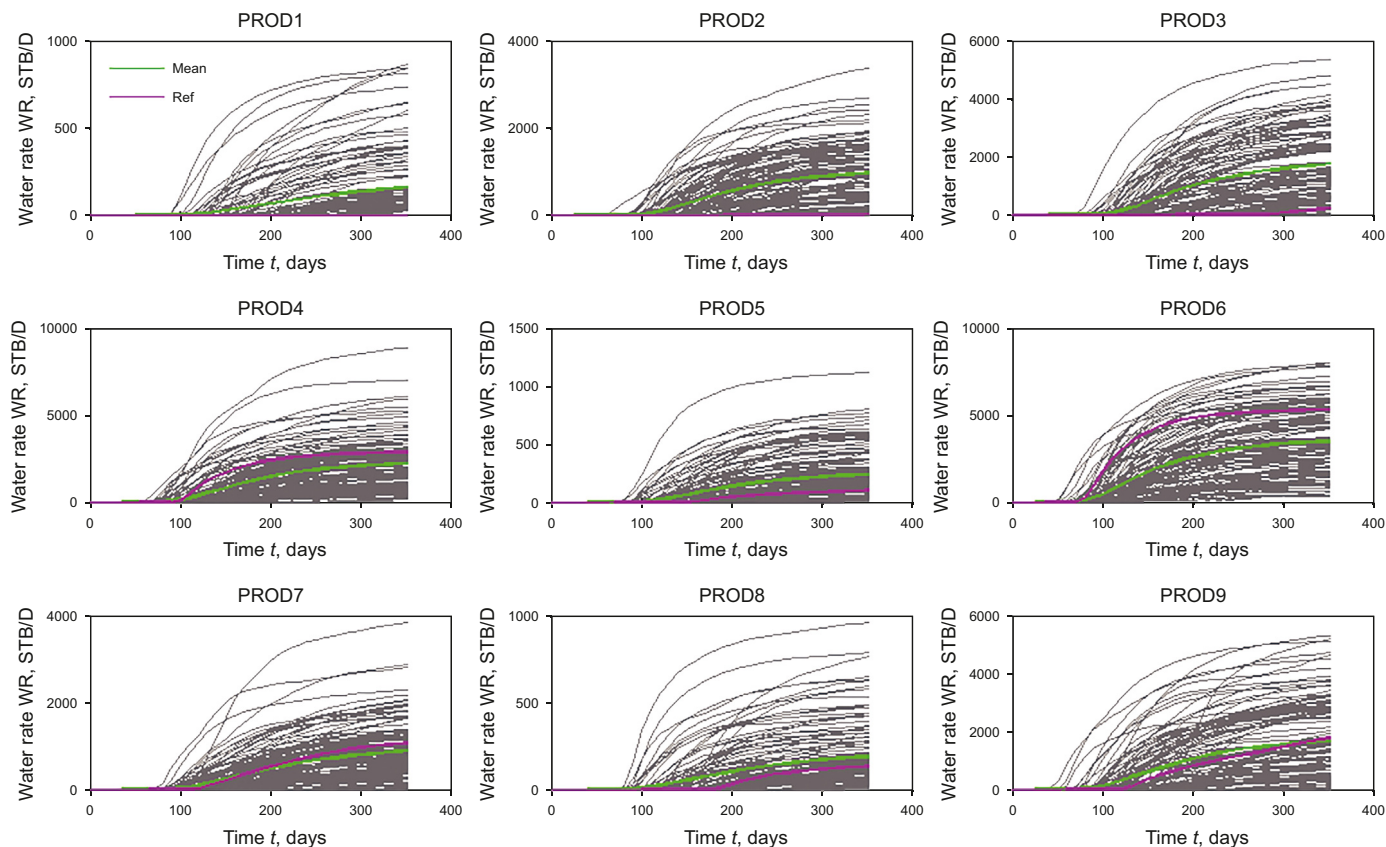 PROD1
Water rate WR, STB/D
1000
500
0
Mean
Ref
0 100 200 300 400
Time t, days
PROD2
Water rate WR, STB/D
4000
2000
0
0 100 200 300 400
Time t, days
PROD3
Water rate WR, STB/D
6000
4000
2000
0
0 100 200 300 400
Time t, days
PROD4
Water rate WR, STB/D
10000
5000
0
0 100 200 300 400
Time t, days
PROD5
Water rate WR, STB/D
1500
1000
500
0
0 100 200 300 400
Time t, days
PROD6
Water rate WR, STB/D
10000
5000
0
0 100 200 300 400
Time t, days
PROD7
Water rate WR, STB/D
4000
2000
0
0 100 200 300 400
Time t, days
PROD8
Water rate WR, STB/D
1000
500
0
0 100 200 300 400
Time t, days
PROD9
Water rate WR, STB/D
6000
4000
2000
0
0 100 200 300 400
Time t, days